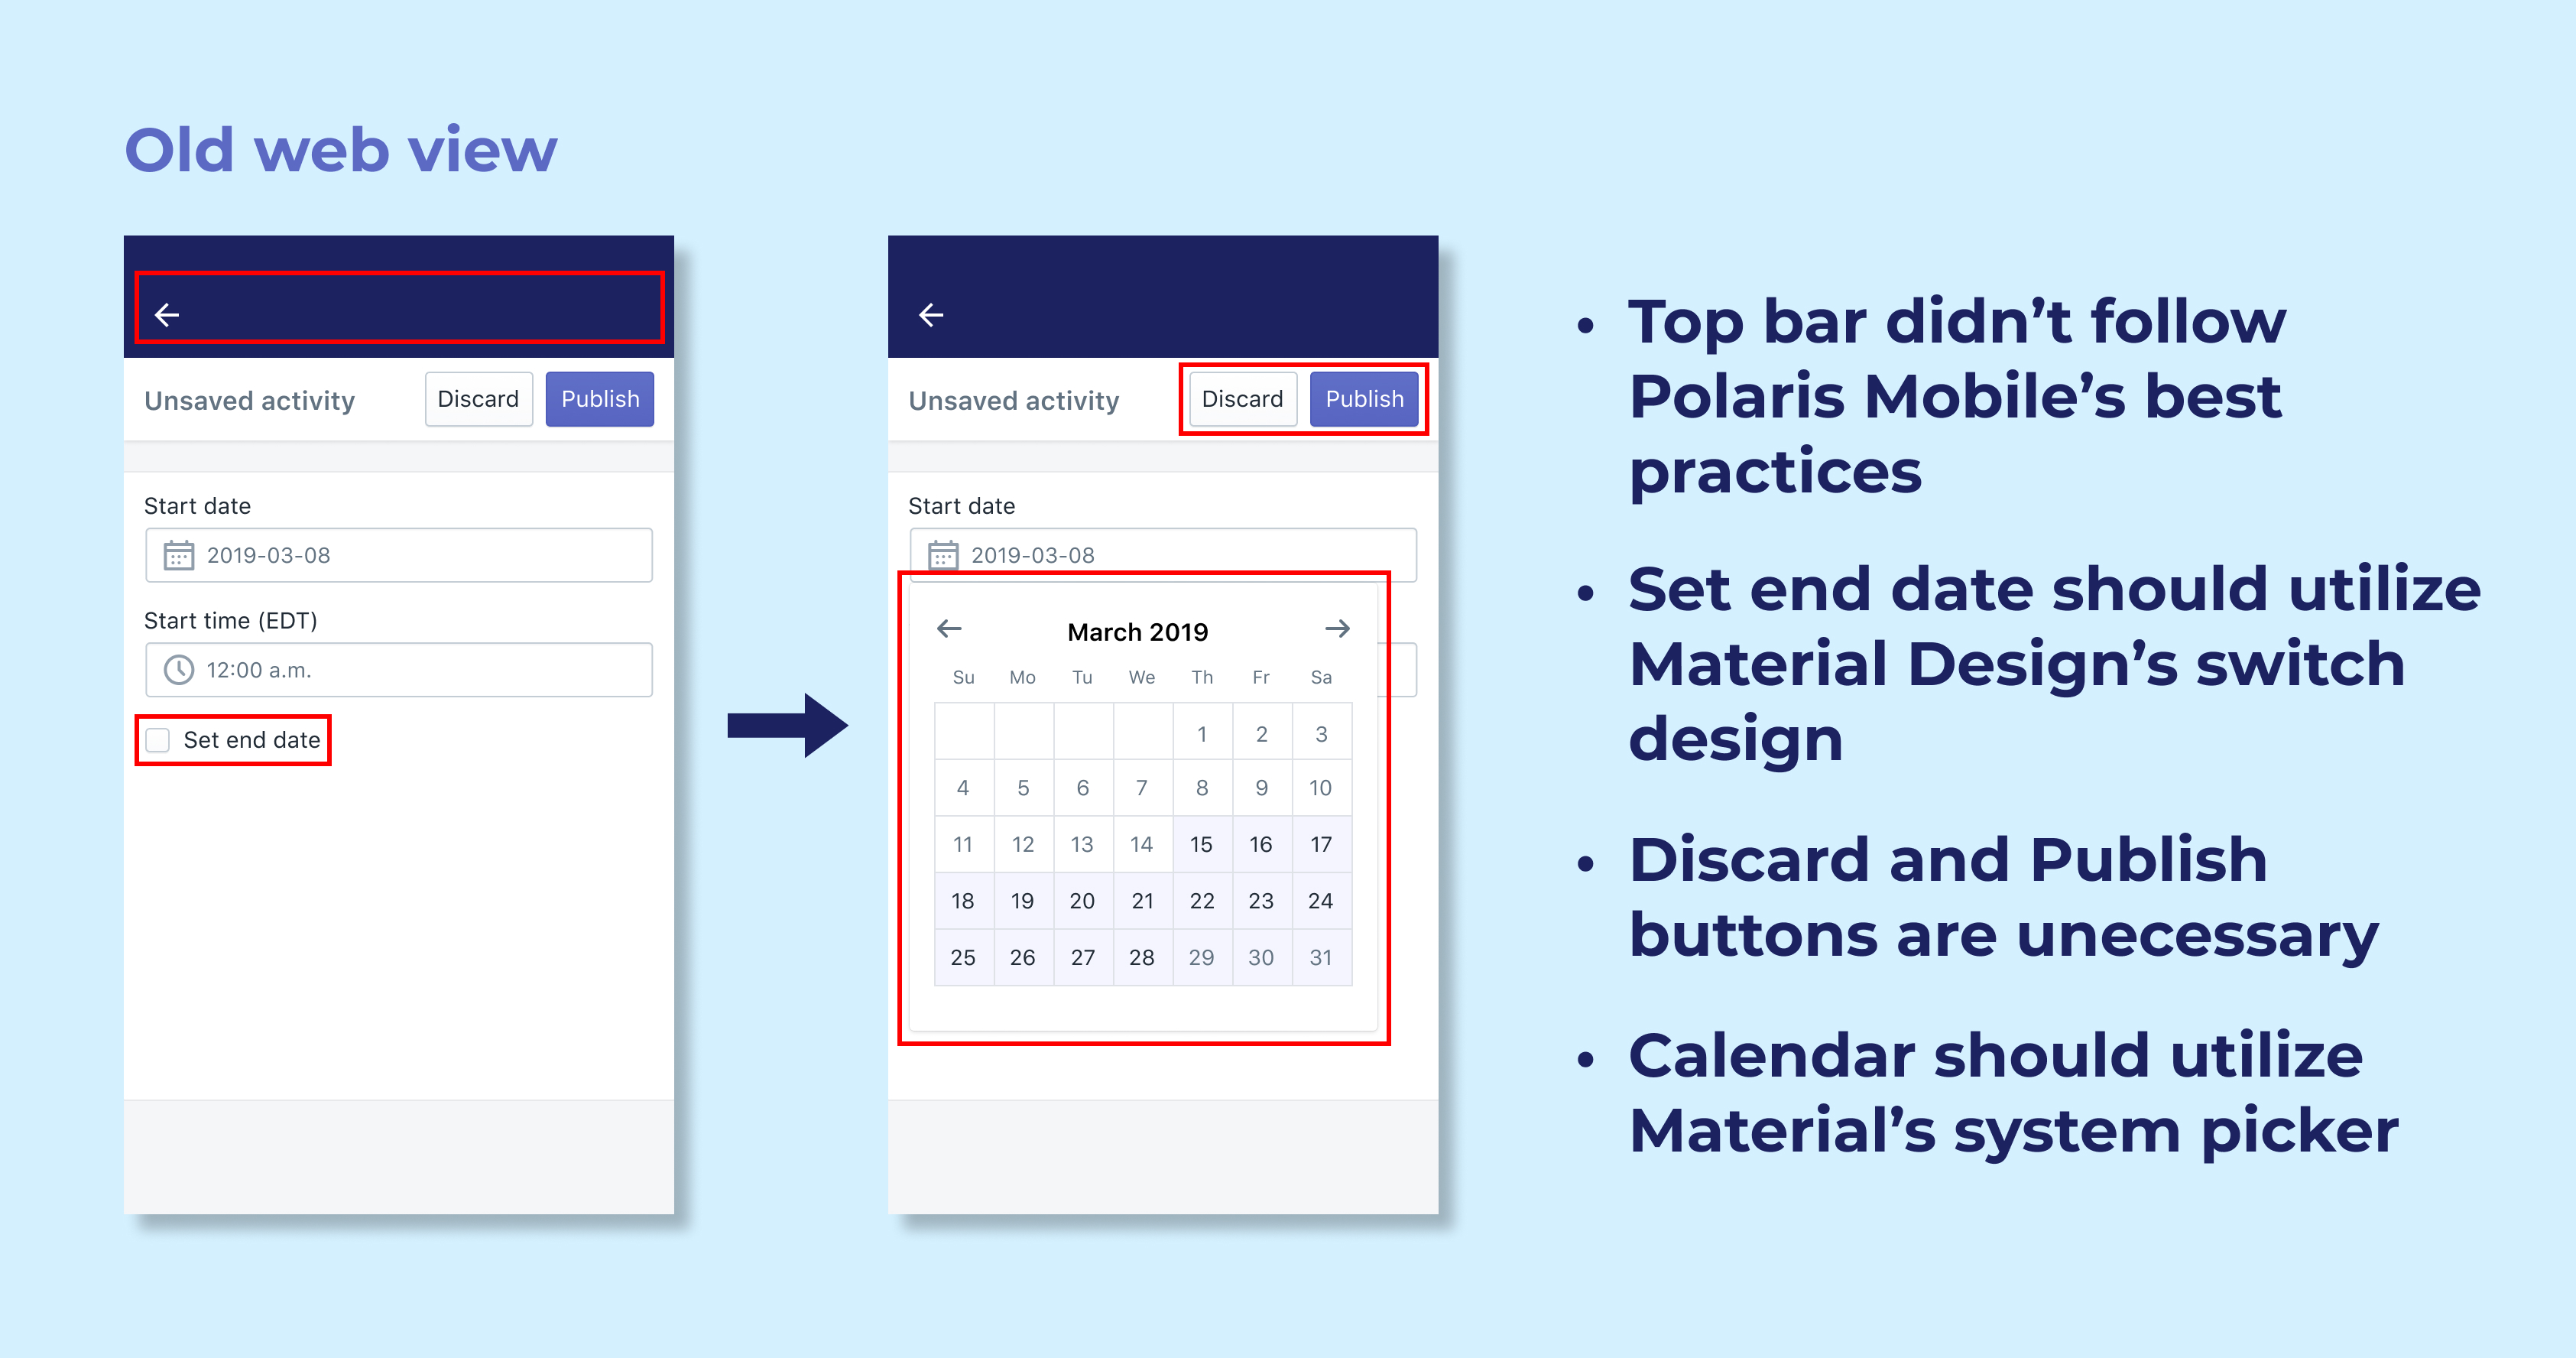 Old web view
Unsaved activity Discard Publish
Start date
2019-03-08
Start time (EDT)
12:00 a.m.
Set end date
Unsaved activity Discard Publish
Start date
2019-03-08
March 2019
Su Mo Tu We Th Fr Sa
1 2 3
4 5 6 7 8 9 10
11 12 13 14 15 16 17
18 19 20 21 22 23 24
25 26 27 28 29 30 31
• Top bar didn’t follow
Polaris Mobile’s best
practices
• Set end date should utilize
Material Design’s switch
design
• Discard and Publish
buttons are unecessary
• Calendar should utilize
Material’s system picker